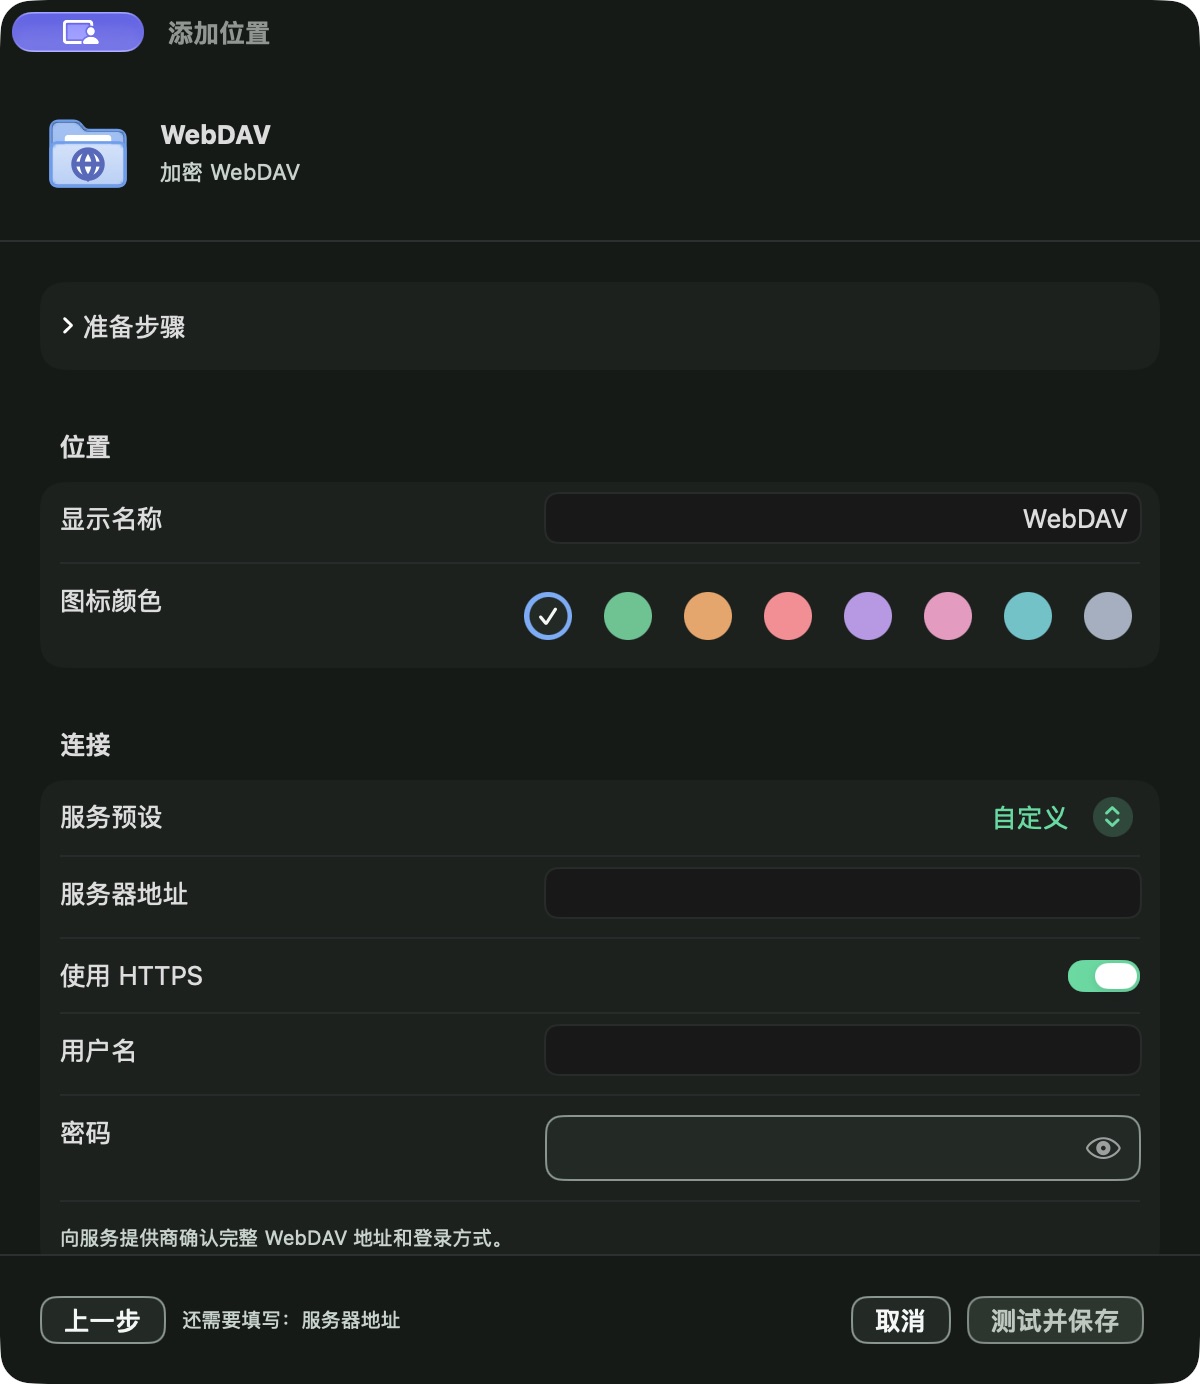 添加位置
WebDAV
加密 WebDAV
准备步骤
位置
显示名称
WebDAV
图标颜色
连接
服务预设
自定义
服务器地址
使用 HTTPS
用户名
密码
向服务提供商确认完整 WebDAV 地址和登录方式。
上一步
还需要填写：服务器地址
取消
测试并保存